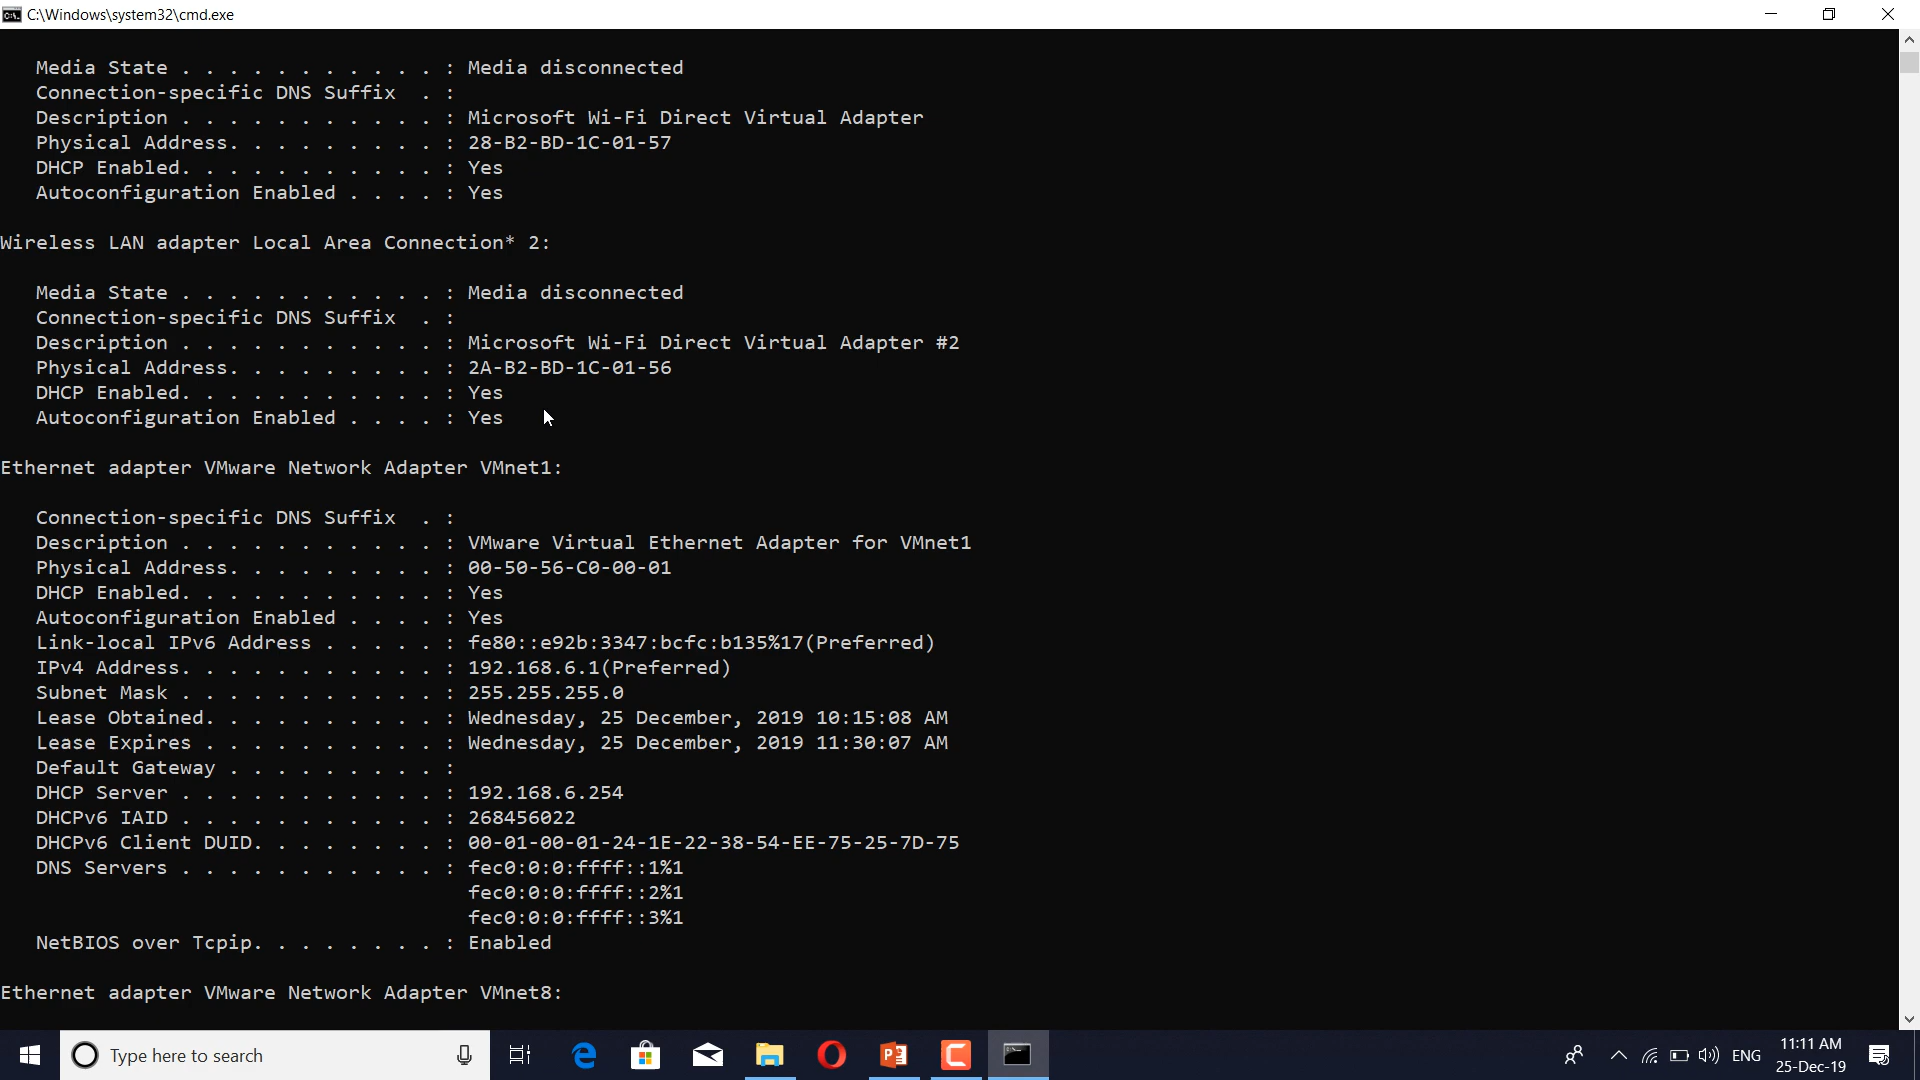 C:\Windows\system32\cmd.exe
Media State . . . . . . . . . . . : Media disconnected
Connection-specific DNS Suffix  . :
Description . . . . . . . . . . . : Microsoft Wi-Fi Direct Virtual Adapter
Physical Address. . . . . . . . . : 28-B2-BD-1C-01-57
DHCP Enabled. . . . . . . . . . . : Yes
Autoconfiguration Enabled . . . . : Yes
Wireless LAN adapter Local Area Connection* 2:
Media State . . . . . . . . . . . : Media disconnected
Connection-specific DNS Suffix  . :
Description . . . . . . . . . . . : Microsoft Wi-Fi Direct Virtual Adapter #2
Physical Address. . . . . . . . . : 2A-B2-BD-1C-01-56
DHCP Enabled. . . . . . . . . . . : Yes
Autoconfiguration Enabled . . . . : Yes
Ethernet adapter VMware Network Adapter VMnet1:
Connection-specific DNS Suffix  . :
Description . . . . . . . . . . . : VMware Virtual Ethernet Adapter for VMnet1
Physical Address. . . . . . . . . : 00-50-56-C0-00-01
DHCP Enabled. . . . . . . . . . . : Yes
Autoconfiguration Enabled . . . . : Yes
Link-local IPv6 Address . . . . . : fe80::e92b:3347:bcfc:b135%17(Preferred)
IPv4 Address. . . . . . . . . . . : 192.168.6.1(Preferred)
Subnet Mask . . . . . . . . . . . : 255.255.255.0
Lease Obtained. . . . . . . . . . : Wednesday, 25 December, 2019 10:15:08 AM
Lease Expires . . . . . . . . . . : Wednesday, 25 December, 2019 11:30:07 AM
Default Gateway . . . . . . . . . :
DHCP Server . . . . . . . . . . . : 192.168.6.254
DHCPv6 IAID . . . . . . . . . . . : 268456022
DHCPv6 Client DUID. . . . . . . . : 00-01-00-01-24-1E-22-38-54-EE-75-25-7D-75
DNS Servers . . . . . . . . . . . : fec0:0:0:ffff::1%1
fec0:0:0:ffff::2%1
fec0:0:0:ffff::3%1
NetBIOS over Tcpip. . . . . . . . : Enabled
Ethernet adapter VMware Network Adapter VMnet8:
Type here to search
ENG
11:11 AM
25-Dec-19